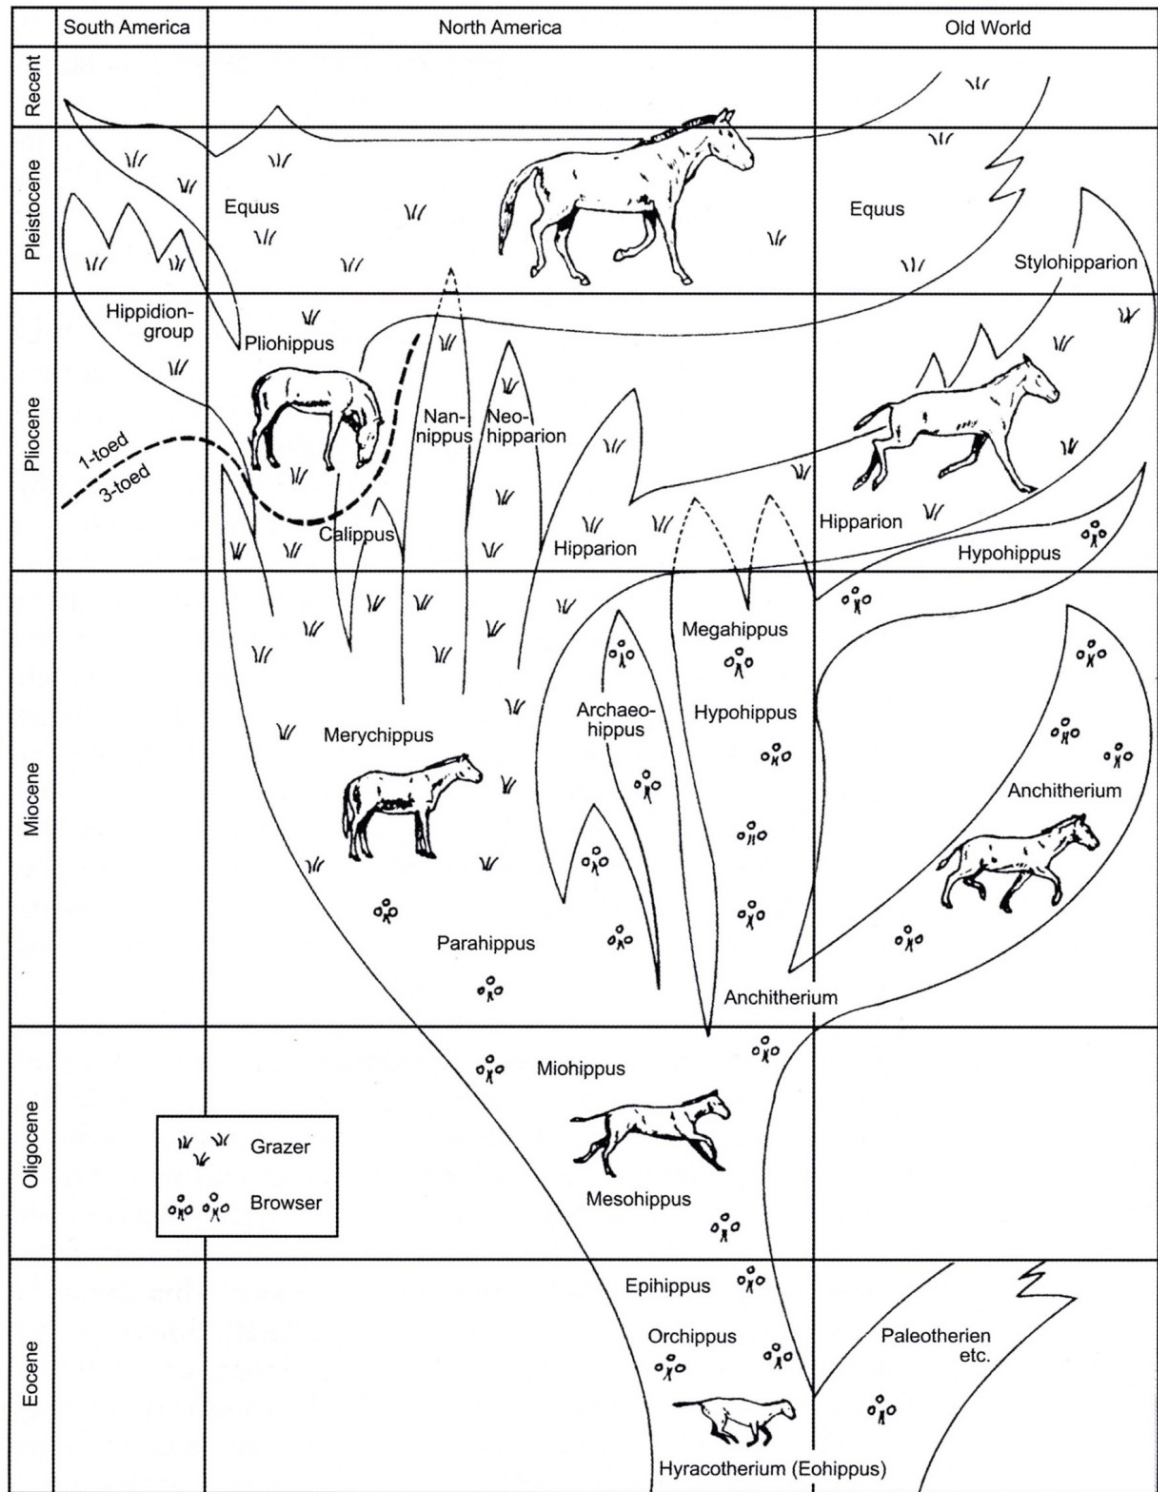 South America
North America
Old World
Recent
Pleistocene
Equus
Equus
Stylohipparion
Pliocene
Hippidion-
group
Pliohippus
Nan-
nippus
Neo-
hipparion
1-toed
3-toed
Calippus
Hipparion
Hipparion
Hypohippus
Miocene
Megahippus
Archaeo-
hippus
Hypohippus
Merychippus
Anchitherium
Parahippus
Anchitherium
Oligocene
Miohippus
Grazer
Browser
Mesohippus
Eocene
Epihippus
Orchippus
Paleotherien
etc.
Hyracotherium (Eohippus)